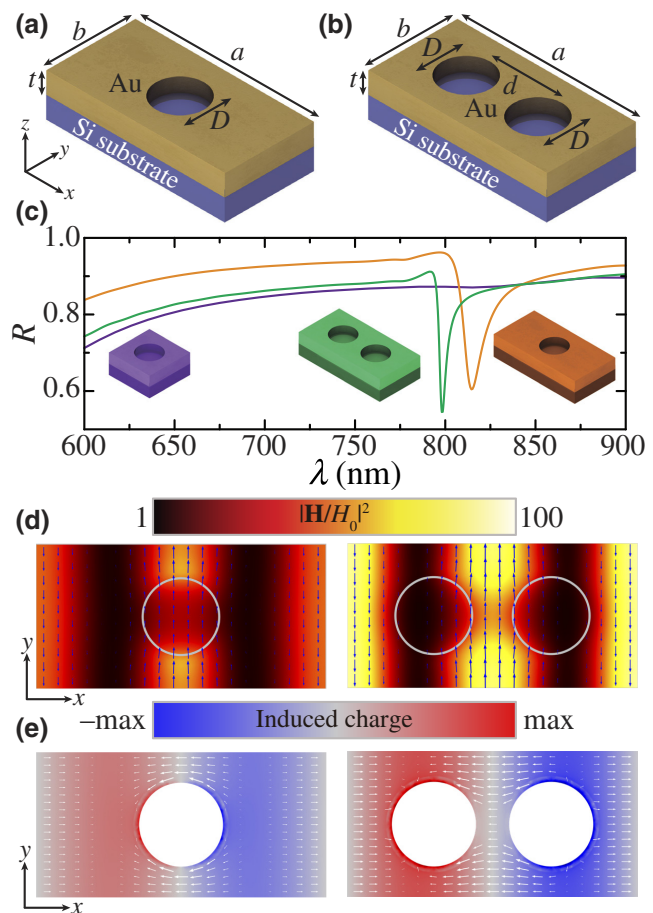 (a)
b
a
t
Au
D
Si substrate
z
y
x
(b)
b
a
D
d
Au
D
Si substrate
(c)
1.0
0.8
0.6
R
600 650 700 750 800 850 900
λ (nm)
(d)
1 |H/H₀|² 100
y
x
(e)
–max Induced charge max
y
x